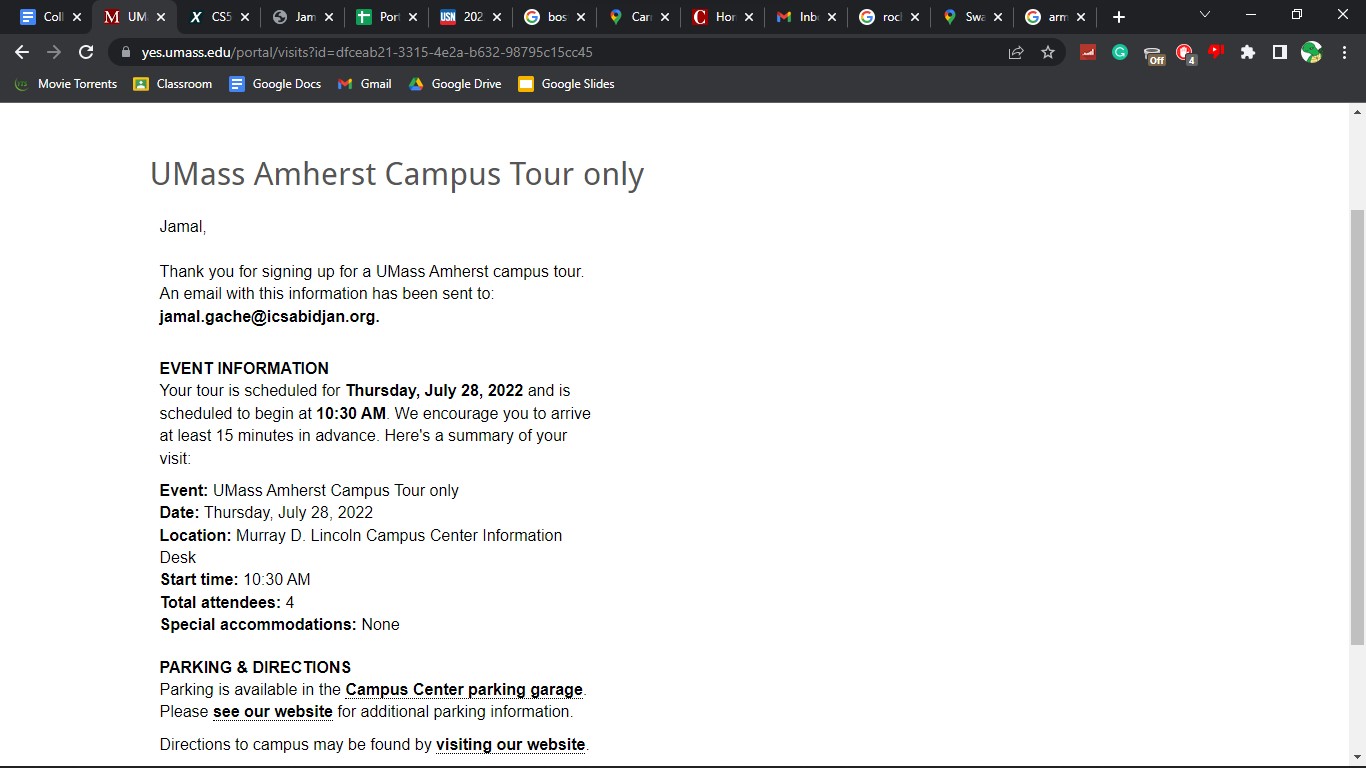 Coll
UM
CS5
Jam
Por
USN 202
bos
Carr
C Hor
Inb
rocl
Swa
arm
yes.umass.edu/portal/visits?id=dfceab21-3315-4e2a-b632-98795c15cc45
Off
4
Movie Torrents Classroom Google Docs Gmail Google Drive Google Slides
UMass Amherst Campus Tour only
Jamal,
Thank you for signing up for a UMass Amherst campus tour.
An email with this information has been sent to:
jamal.gache@icsabidjan.org.
EVENT INFORMATION
Your tour is scheduled for Thursday, July 28, 2022 and is
scheduled to begin at 10:30 AM. We encourage you to arrive
at least 15 minutes in advance. Here's a summary of your
visit:
Event: UMass Amherst Campus Tour only
Date: Thursday, July 28, 2022
Location: Murray D. Lincoln Campus Center Information
Desk
Start time: 10:30 AM
Total attendees: 4
Special accommodations: None
PARKING & DIRECTIONS
Parking is available in the Campus Center parking garage.
Please see our website for additional parking information.
Directions to campus may be found by visiting our website.